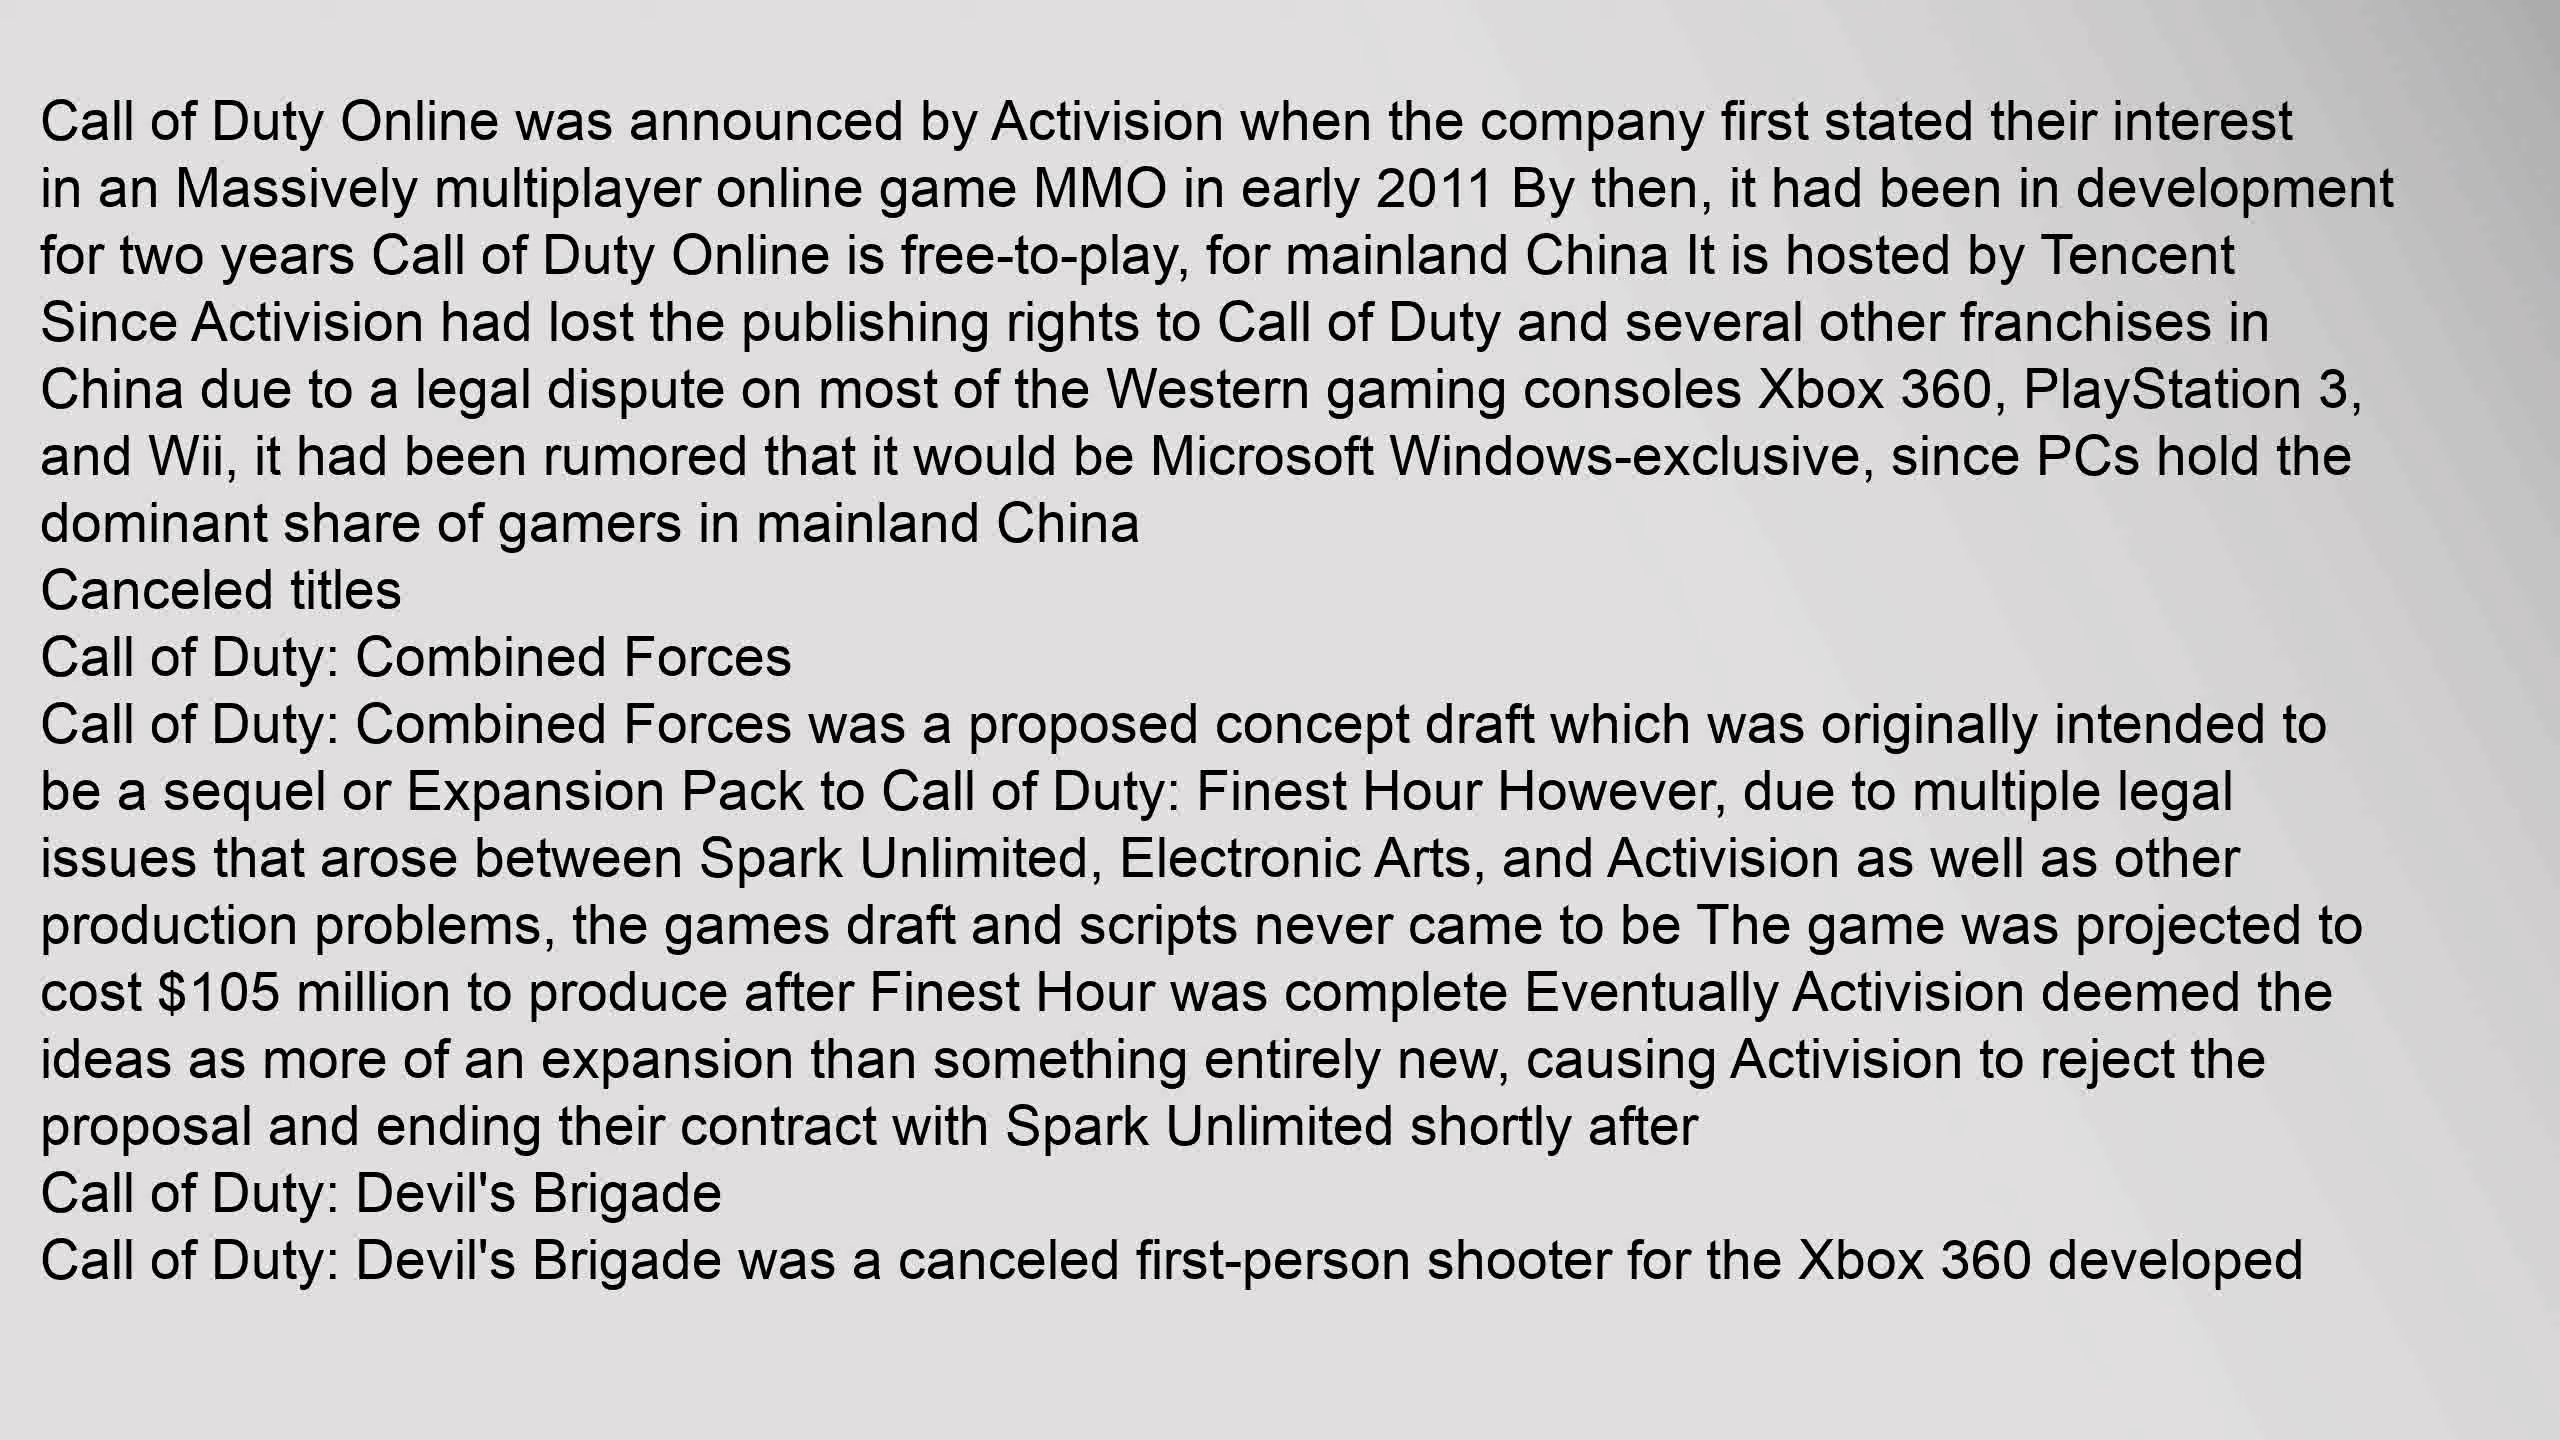 Call of Duty Online was announced by Activision when the company first stated their interest
in an Massively multiplayer online game MMO in early 2011 By then, it had been in development
for two years Call of Duty Online is free-to-play, for mainland China It is hosted by Tencent
Since Activision had lost the publishing rights to Call of Duty and several other franchises in
China due to a legal dispute on most of the Western gaming consoles Xbox 360, PlayStation 3,
and Wii, it had been rumored that it would be Microsoft Windows-exclusive, since PCs hold the
dominant share of gamers in mainland China
Canceled titles
Call of Duty: Combined Forces
Call of Duty: Combined Forces was a proposed concept draft which was originally intended to
be a sequel or Expansion Pack to Call of Duty: Finest Hour However, due to multiple legal
issues that arose between Spark Unlimited, Electronic Arts, and Activision as well as other
production problems, the games draft and scripts never came to be The game was projected to
cost $105 million to produce after Finest Hour was complete Eventually Activision deemed the
ideas as more of an expansion than something entirely new, causing Activision to reject the
proposal and ending their contract with Spark Unlimited shortly after
Call of Duty: Devil's Brigade
Call of Duty: Devil's Brigade was a canceled first-person shooter for the Xbox 360 developed